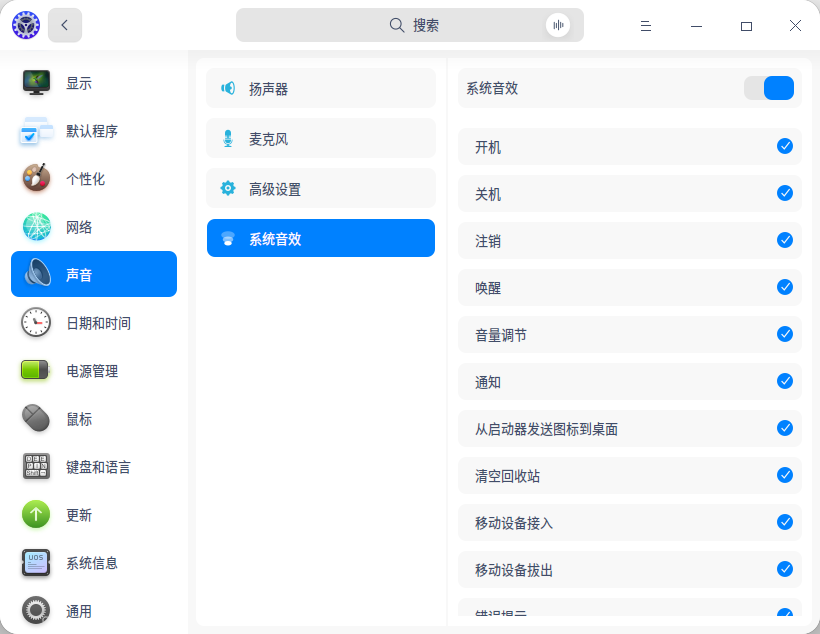 搜索
显示
默认程序
个性化
网络
声音
日期和时间
电源管理
鼠标
键盘和语言
更新
系统信息
通用
扬声器
麦克风
高级设置
系统音效
系统音效
开机
关机
注销
唤醒
音量调节
通知
从启动器发送图标到桌面
清空回收站
移动设备接入
移动设备拔出
错误提示